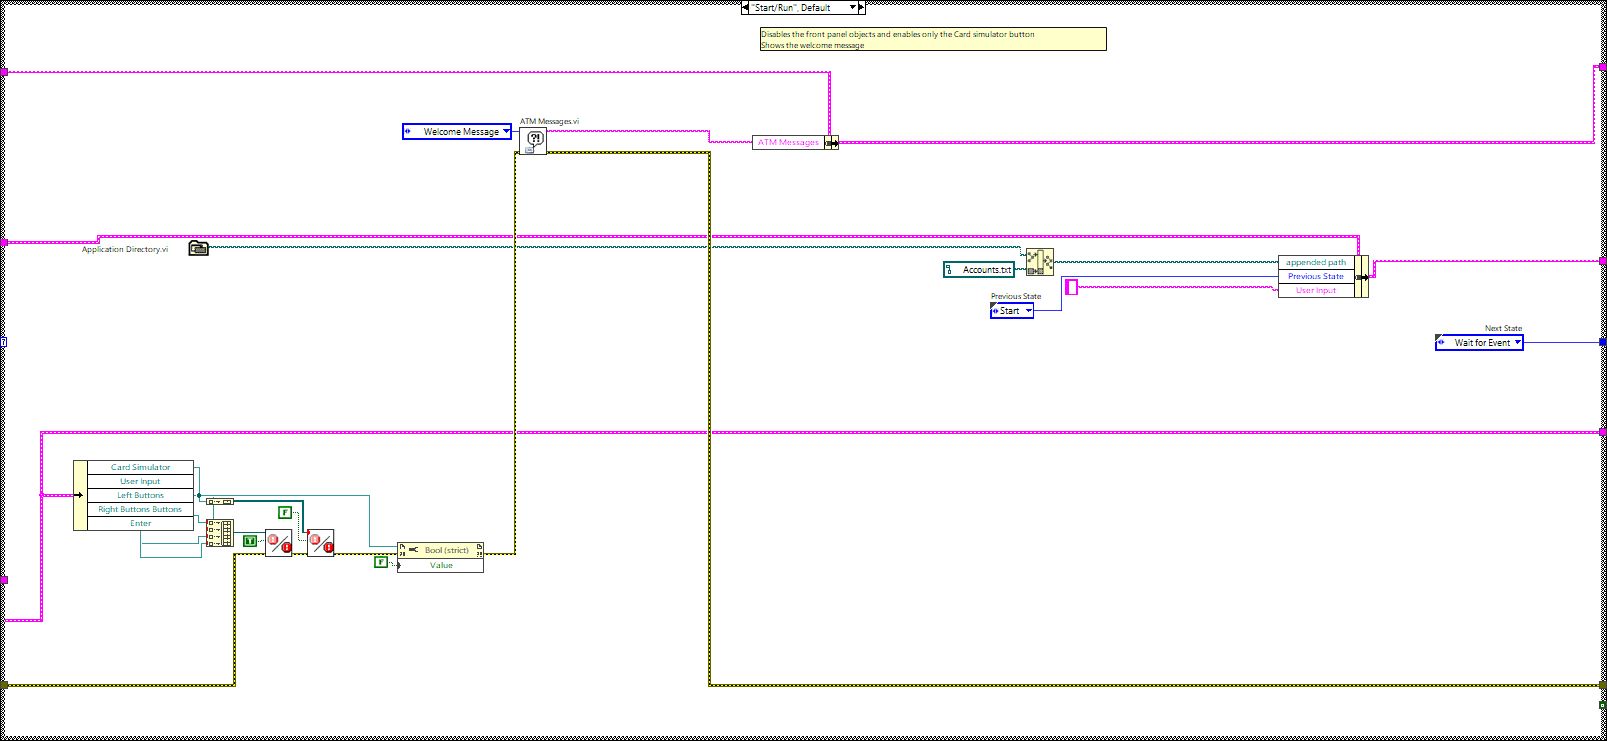 "Start/Run", Default
Disables the front panel objects and enables only the Card simulator button
Shows the welcome message
ATM Messages.vi
Welcome Message
?!
ATM Messages
Application Directory.vi
Accounts.txt
appended path
Previous State
User Input
Previous State
Start
Next State
Wait for Event
?
Card Simulator
User Input
Left Buttons
Right Buttons Buttons
Enter
F
T
Bool (strict)
F
Value